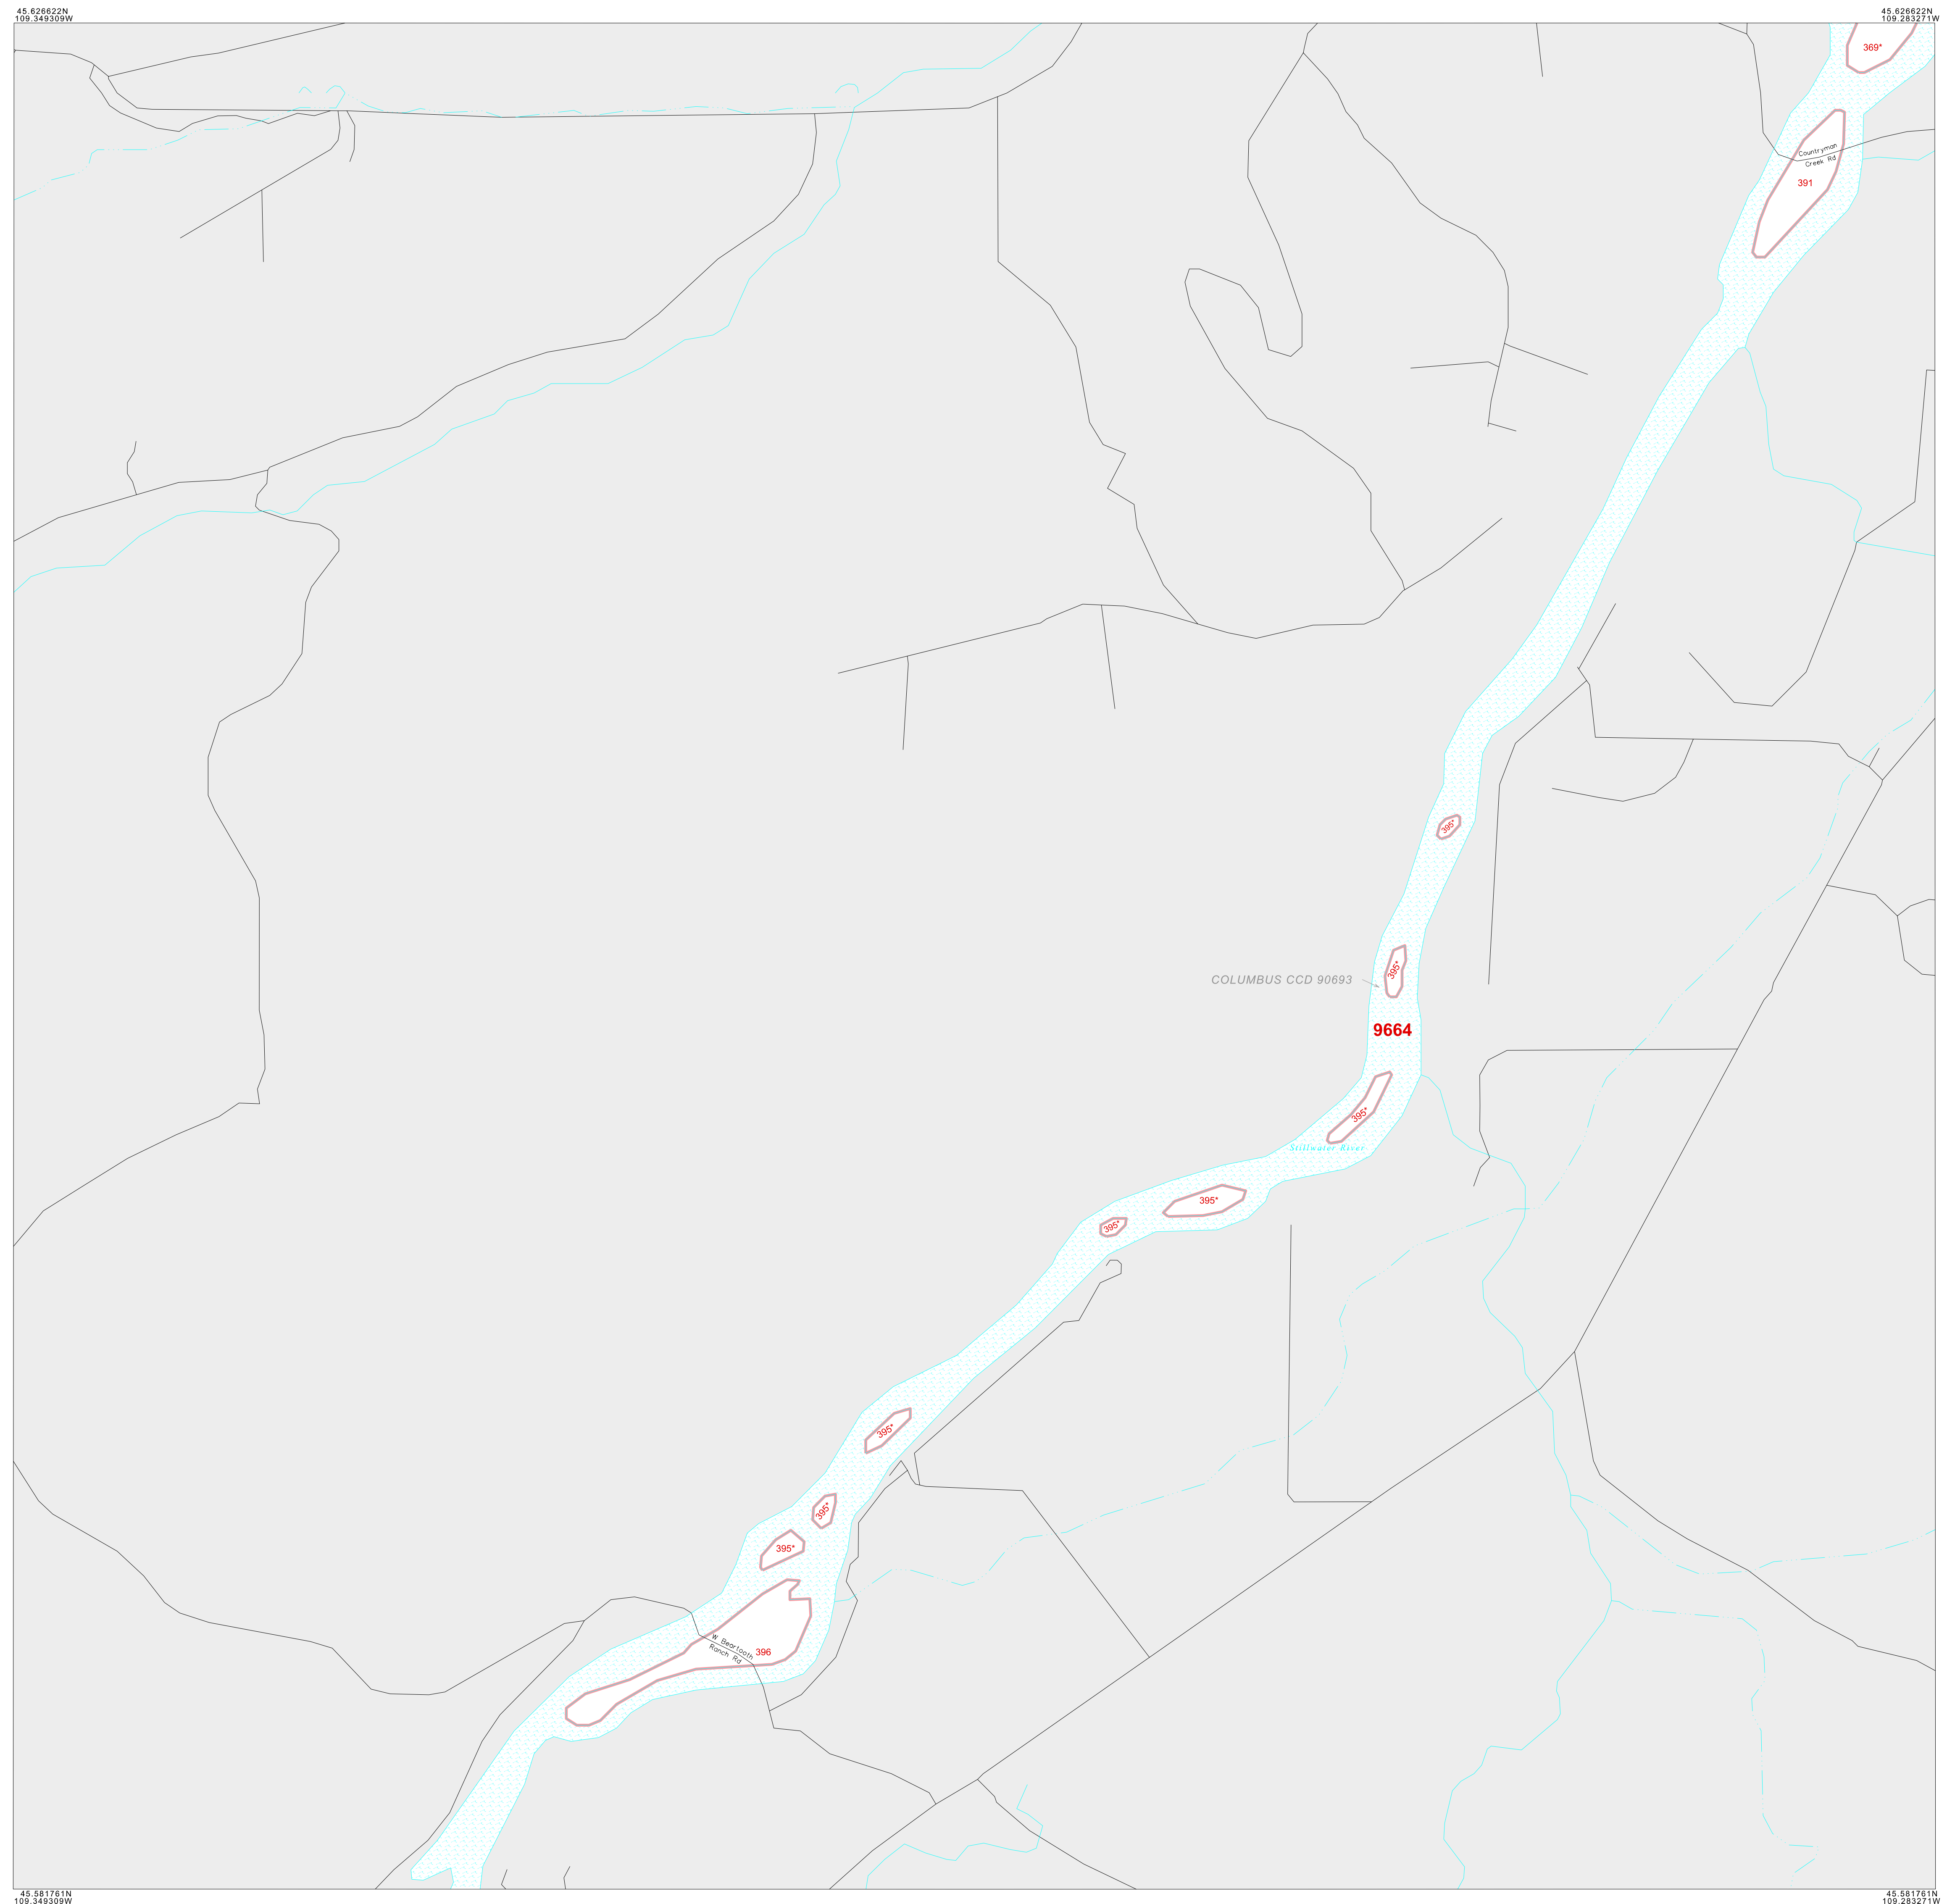 45.626622N
109.349309W
45.626622N
109.283271W
369*
Countryman
Creek Rd
391
395*
395*
COLUMBUS CCD 90693
9664
395*
Stillwater River
395*
395*
395*
395*
395*
W Beartooth
Ranch Rd
396
45.581761N
109.349309W
45.581761N
109.283271W